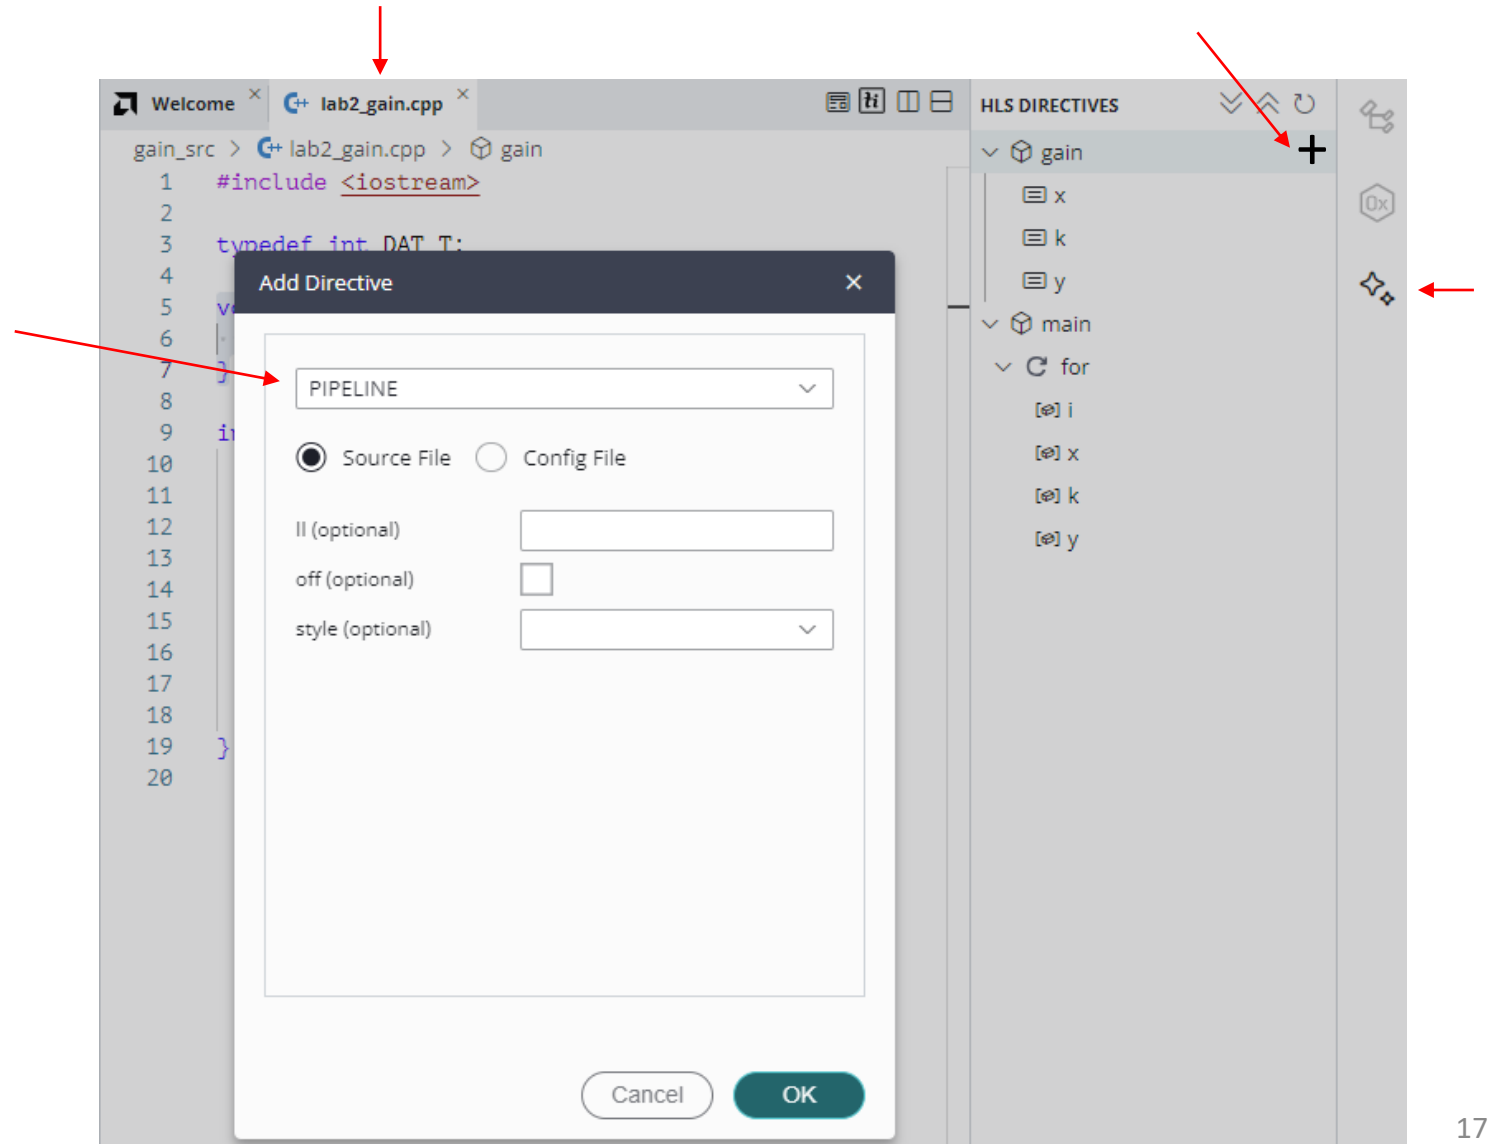 Welcome
lab2_gain.cpp
HLS DIRECTIVES
gain_src > lab2_gain.cpp > gain
1 #include <iostream>
2
3 typedef int DAT_T;
4
5
6
7 }
8
9
10
11
12
13
14
15
16
17
18
19 }
20
Add Directive
PIPELINE
Source File Config File
II (optional)
off (optional)
style (optional)
Cancel OK
gain
x
k
y
main
for
i
x
k
y
0x
17